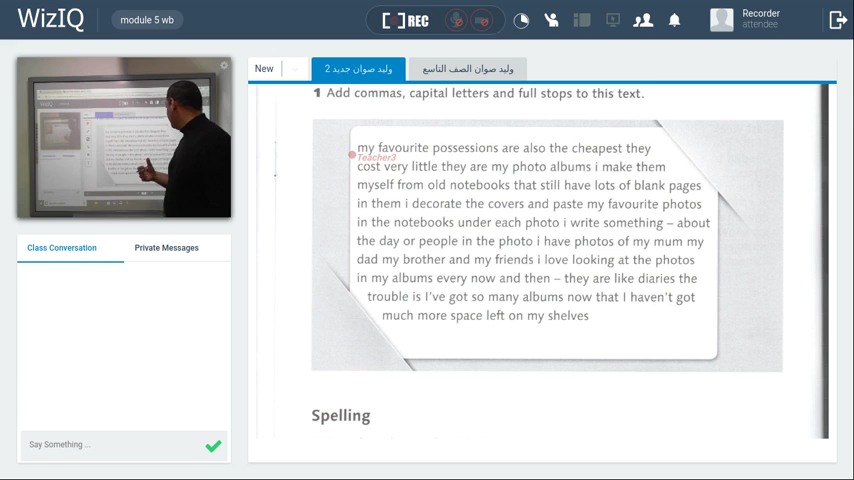 WizIQ
module 5 wb
REC
Recorder
attendee
New
وليد صوان جديد 2
وليد صوان الصف التاسع
1 Add commas, capital letters and full stops to this text.
my favourite possessions are also the cheapest they
Teacher3
cost very little they are my photo albums i make them
myself from old notebooks that still have lots of blank pages
in them i decorate the covers and paste my favourite photos
in the notebooks under each photo i write something – about
the day or people in the photo i have photos of my mum my
dad my brother and my friends i love looking at the photos
in my albums every now and then – they are like diaries the
trouble is I've got so many albums now that I haven't got
much more space left on my shelves
Spelling
Class Conversation
Private Messages
Say Something ...